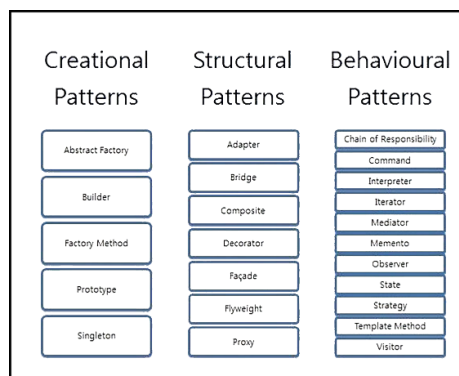 Creational
Patterns
Abstract Factory
Builder
Factory Method
Prototype
Singleton
Structural
Patterns
Adapter
Bridge
Composite
Decorator
Façade
Flyweight
Proxy
Behavioural
Patterns
Chain of Responsibility
Command
Interpreter
Iterator
Mediator
Memento
Observer
State
Strategy
Template Method
Visitor